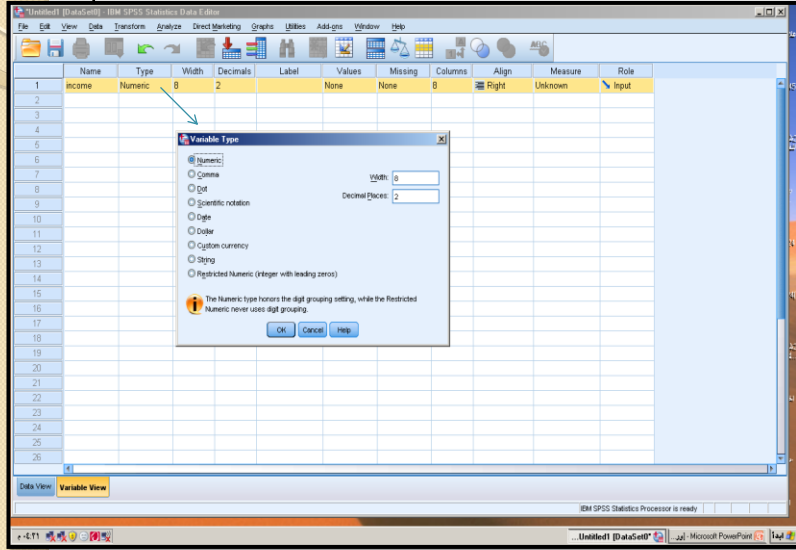 *Untitled1 [DataSet0] - IBM SPSS Statistics Data Editor
File Edit View Data Transform Analyze Direct Marketing Graphs Utilities Add-ons Window Help
Name Type Width Decimals Label Values Missing Columns Align Measure Role
1 income Numeric 8 2 None None 8 Right Unknown Input
2
3
4
5
6
7
8
9
10
11
12
13
14
15
16
17
18
19
20
21
22
23
24
25
26
Variable Type
Numeric
Comma
Dot
Scientific notation
Date
Dollar
Custom currency
String
Restricted Numeric (integer with leading zeros)
Width: 8
Decimal Places: 2
The Numeric type honors the digit grouping setting, while the Restricted
Numeric never uses digit grouping.
OK Cancel Help
Data View Variable View
IBM SPSS Statistics Processor is ready
...Untitled1 [DataSet0]* - Microsoft PowerPoint ابدأ